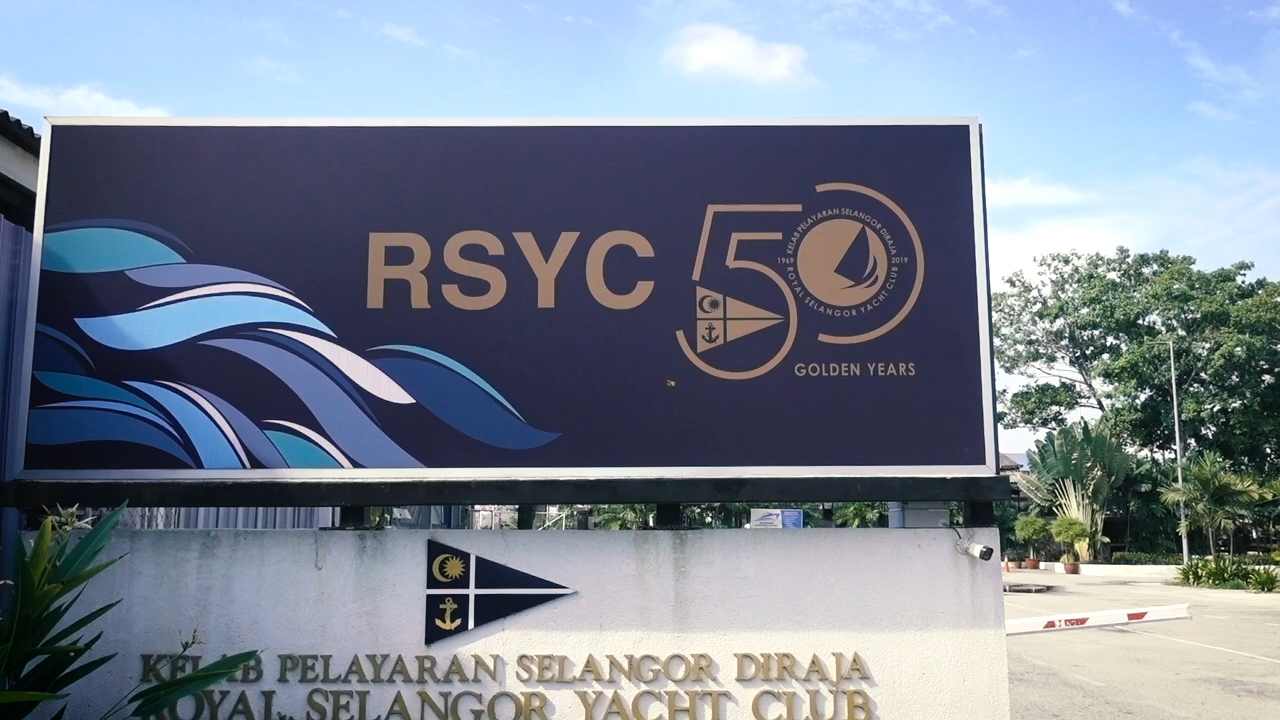 RSYC
50
KELAB PELAYARAN SELANGOR DIRAJA
1969
2019
ROYAL SELANGOR YACHT CLUB
GOLDEN YEARS
KELAB PELAYARAN SELANGOR DIRAJA
ROYAL SELANGOR YACHT CLUB